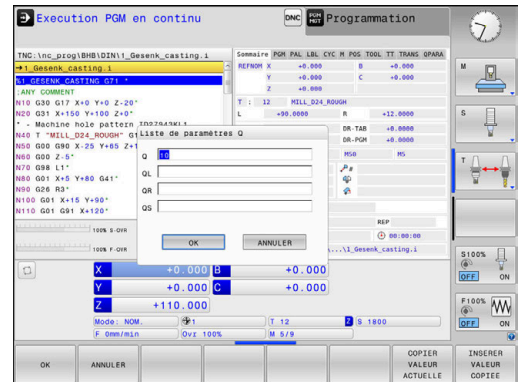 Execution PGM en continu
DNC
PGM MDT
Programmation
TNC:\nc_prog\BHB\DIN\1_Gesenk_casting.i
→1_Gesenk_casting.i
%1_GESENK_CASTING G71 *
;ANY COMMENT
N10 G30 G17 X+0 Y+0 Z-20*
N20 G31 X+150 Y+100 Z+0*
* - Machine hole pattern ID27943KL1
N40 T "MILL_D24_ROUGH" G1
N50 G00 G90 X-25 Y+65 Z+1
N60 G00 Z-5*
N70 G98 L1*
N80 G01 X+5 Y+80 G41*
N90 G26 R3*
N100 G01 X+15 Y+90*
N110 G01 G91 X+120*
100% S-OVR
100% F-OVR
Sommaire PGM PAL LBL CYC M POS TOOL TT TRANS QPARA
REFNOM X +0.000 B +0.000
Y +0.000 C +0.000
Z +0.000
T : 12 MILL_D24_ROUGH
L +90.0000 R +12.0000
DR-TAB +0.0000
DR-PGM +0.0000
M50 M5
REP
00:00:00
\...\1_Gesenk_casting.i
Liste de paramètres Q
Q 10
QL
QR
QS
OK
ANNULER
X +0.000 B +0.000
Y +0.000 C +0.000
Z +110.000
Mode: NOM. 1 T 12 Z S 1800
F 0mm/min Ovr 100% M 5/9
M
S
T
S100%
OFF ON
F100%
OFF ON
OK
ANNULER
COPIER VALEUR ACTUELLE
INSERER VALEUR COPIEE